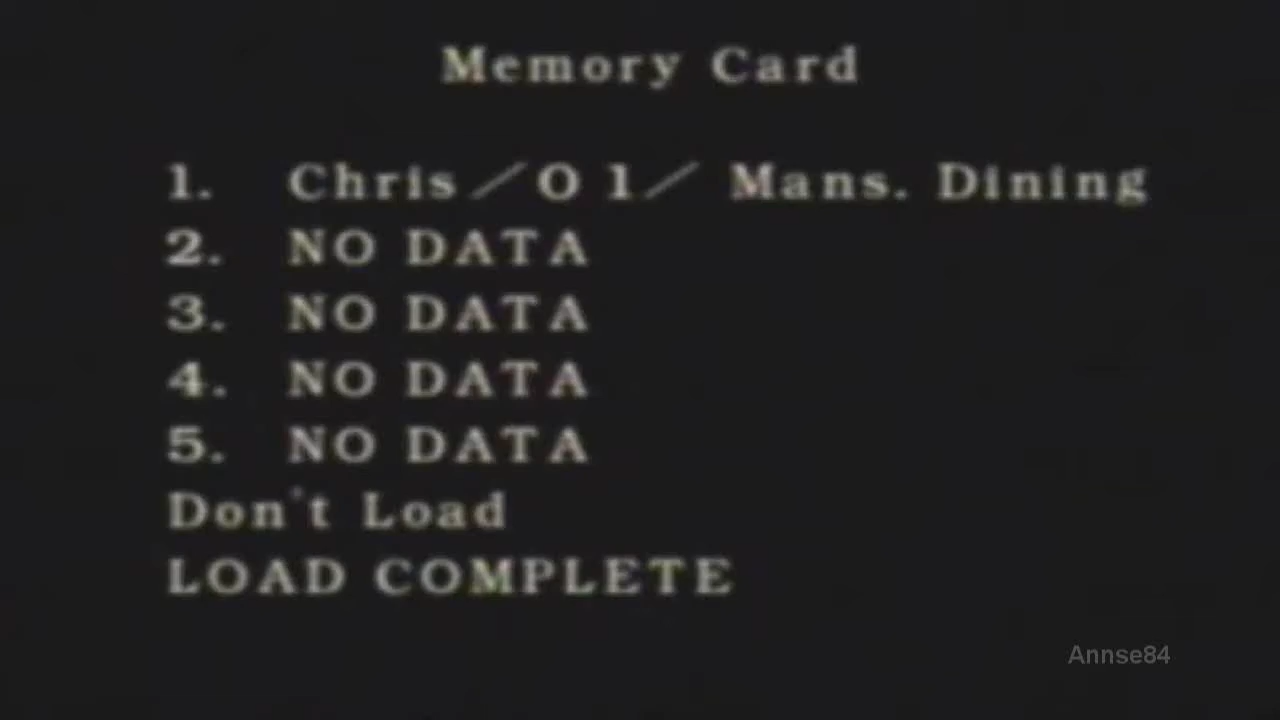 Memory Card
1. Chris／01／ Mans. Dining
2. NO DATA
3. NO DATA
4. NO DATA
5. NO DATA
Don't Load
LOAD COMPLETE
Annse84